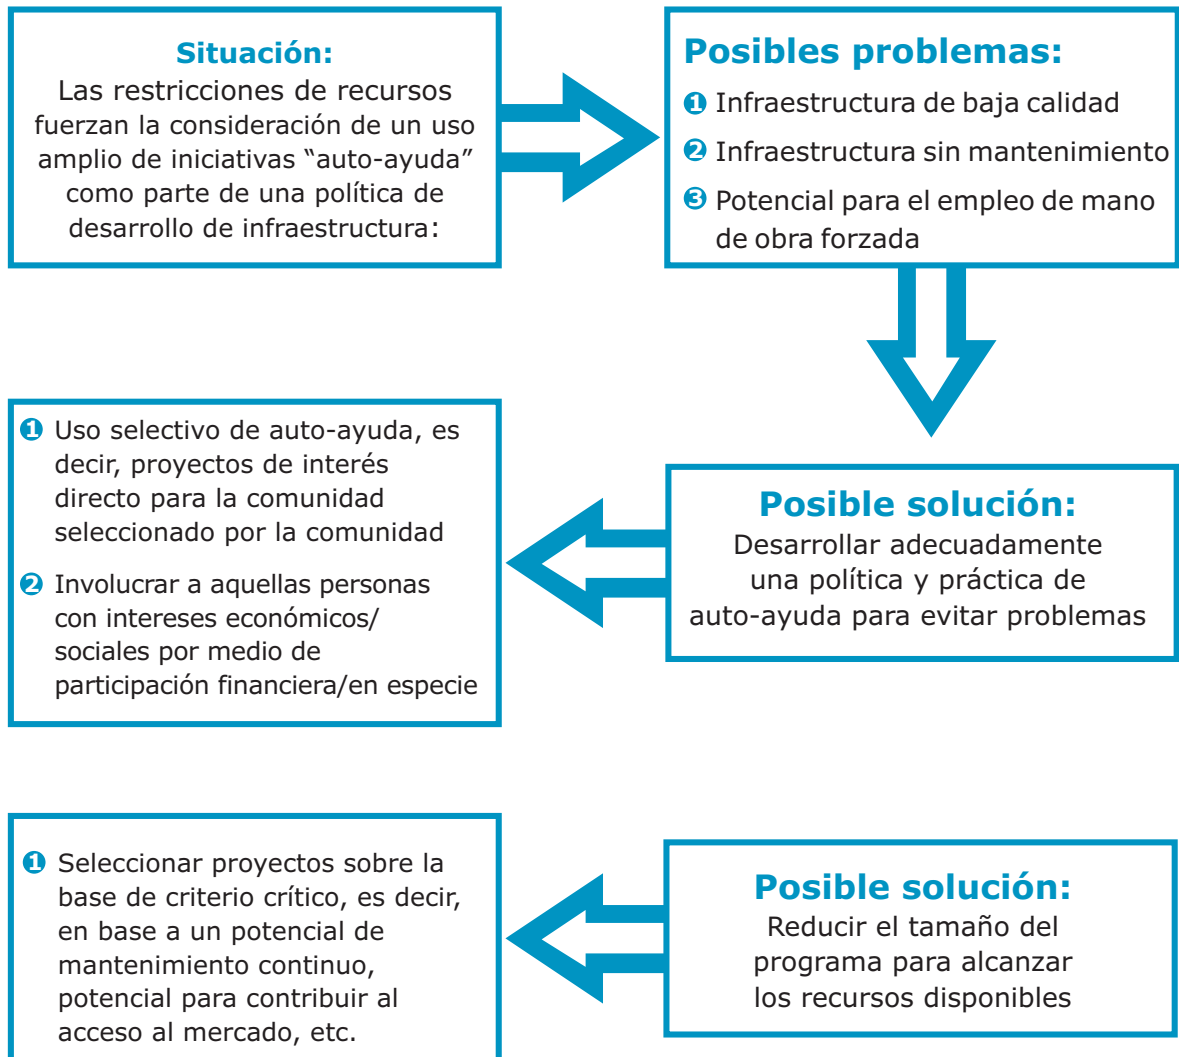 Situación:
Las restricciones de recursos
fuerzan la consideración de un uso
amplio de iniciativas “auto-ayuda”
como parte de una política de
desarrollo de infraestructura:
Posibles problemas:
1 Infraestructura de baja calidad
2 Infraestructura sin mantenimiento
3 Potencial para el empleo de mano
de obra forzada
Posible solución:
Desarrollar adecuadamente
una política y práctica de
auto-ayuda para evitar problemas
1 Uso selectivo de auto-ayuda, es
decir, proyectos de interés
directo para la comunidad
seleccionado por la comunidad
2 Involucrar a aquellas personas
con intereses económicos/
sociales por medio de
participación financiera/en especie
Posible solución:
Reducir el tamaño del
programa para alcanzar
los recursos disponibles
1 Seleccionar proyectos sobre la
base de criterio crítico, es decir,
en base a un potencial de
mantenimiento continuo,
potencial para contribuir al
acceso al mercado, etc.